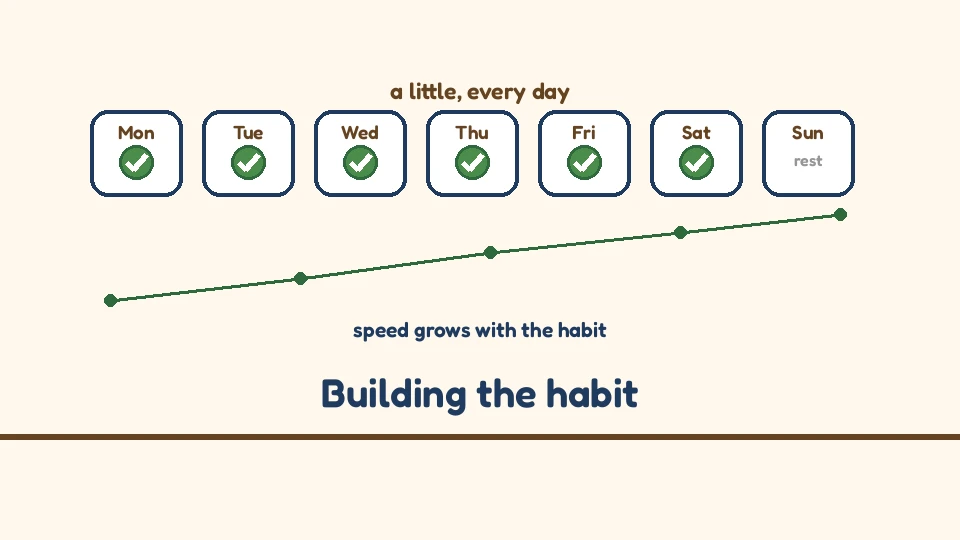 a little, every day
Mon Tue Wed Thu Fri Sat Sun
rest
speed grows with the habit
Building the habit